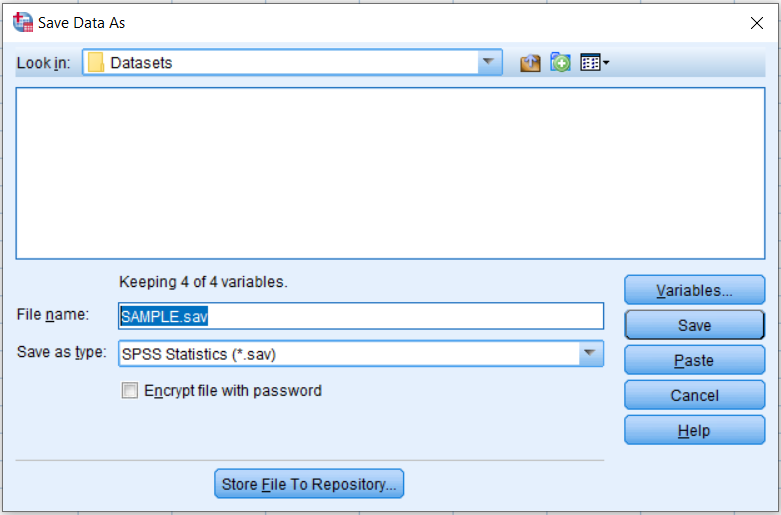 Save Data As
Look in: Datasets
Keeping 4 of 4 variables.
File name: SAMPLE.sav
Save as type: SPSS Statistics (*.sav)
Encrypt file with password
Variables...
Save
Paste
Cancel
Help
Store File To Repository...